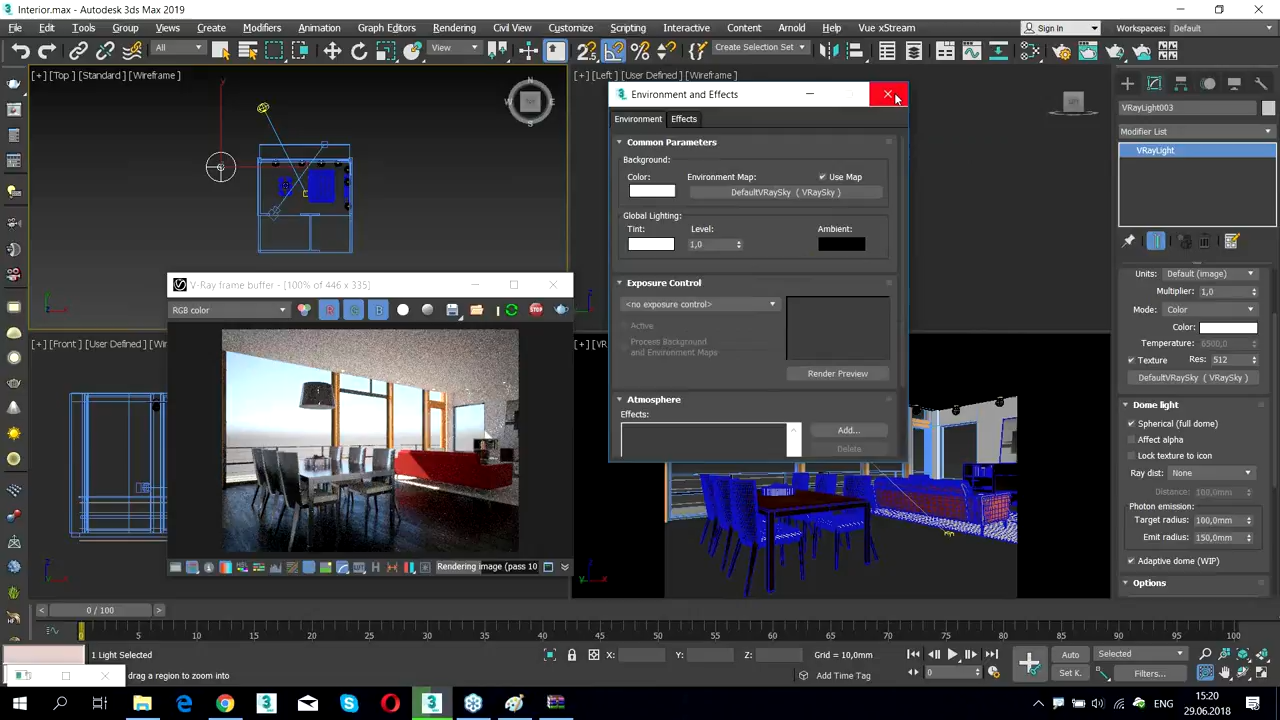 Interior.max - Autodesk 3ds Max 2019
File Edit Tools Group Views Create Modifiers Animation Graph Editors Rendering Civil View Customize Scripting Interactive Content Arnold Help Vue xStream Sign In Workspaces: Default
All View Create Selection Set
[+] [Top ] [Standard ] [Wireframe ]
[+] [Left ] [User Defined ] [Wireframe ]
N
W E
S
Environment and Effects
Environment Effects
Common Parameters
Background:
Color: Environment Map: Use Map
DefaultVRaySky ( VRaySky )
Global Lighting:
Tint: Level: Ambient:
1,0
Exposure Control
<no exposure control>
Active
Process Background
and Environment Maps
Render Preview
Atmosphere
Effects:
Add...
Delete
V-Ray frame buffer - [100% of 446 x 335]
RGB color
R B
STOP
Rendering image (pass 10
[+] [Front ] [User Defined ]
[+] [VR
VRayLight003
Modifier List
VRayLight
Units: Default (image)
Multiplier: 1,0
Mode: Color
Color:
Temperature: 6500,0
Texture Res: 512
DefaultVRaySky ( VRaySky )
Dome light
Spherical (full dome)
Affect alpha
Lock texture to icon
Ray dist: None
Distance: 100,0mm
Photon emission:
Target radius: 100,0mm
Emit radius: 150,0mm
Adaptive dome (WIP)
Options
0 / 100
0 5 10 15 20 25 30 35 40 45 50 55 60 65 70 75 80 85 90 95 100
1 Light Selected
drag a region to zoom into
X: Y: Z: Grid = 10,0mm
Add Time Tag
0
Auto Selected
Set K. Filters...
ENG
15:20
29.06.2018